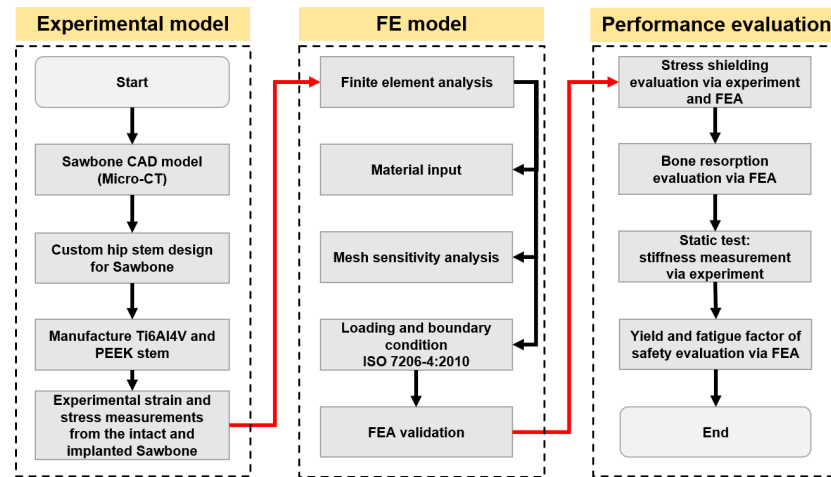 Experimental model
Start
Sawbone CAD model
(Micro-CT)
Custom hip stem design
for Sawbone
Manufacture Ti6Al4V and
PEEK stem
Experimental strain and
stress measurements
from the intact and
implanted Sawbone
FE model
Finite element analysis
Material input
Mesh sensitivity analysis
Loading and boundary
condition
ISO 7206-4:2010
FEA validation
Performance evaluation
Stress shielding
evaluation via experiment
and FEA
Bone resorption
evaluation via FEA
Static test:
stiffness measurement
via experiment
Yield and fatigue factor of
safety evaluation via FEA
End